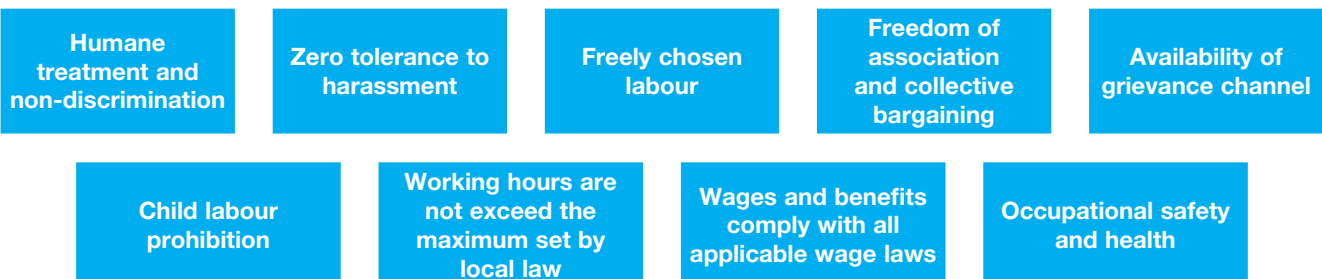 Humane
treatment and
non-discrimination
Zero tolerance to
harassment
Freely chosen
labour
Freedom of
association
and collective
bargaining
Availability of
grievance channel
Child labour
prohibition
Working hours are
not exceed the
maximum set by
local law
Wages and benefits
comply with all
applicable wage laws
Occupational safety
and health